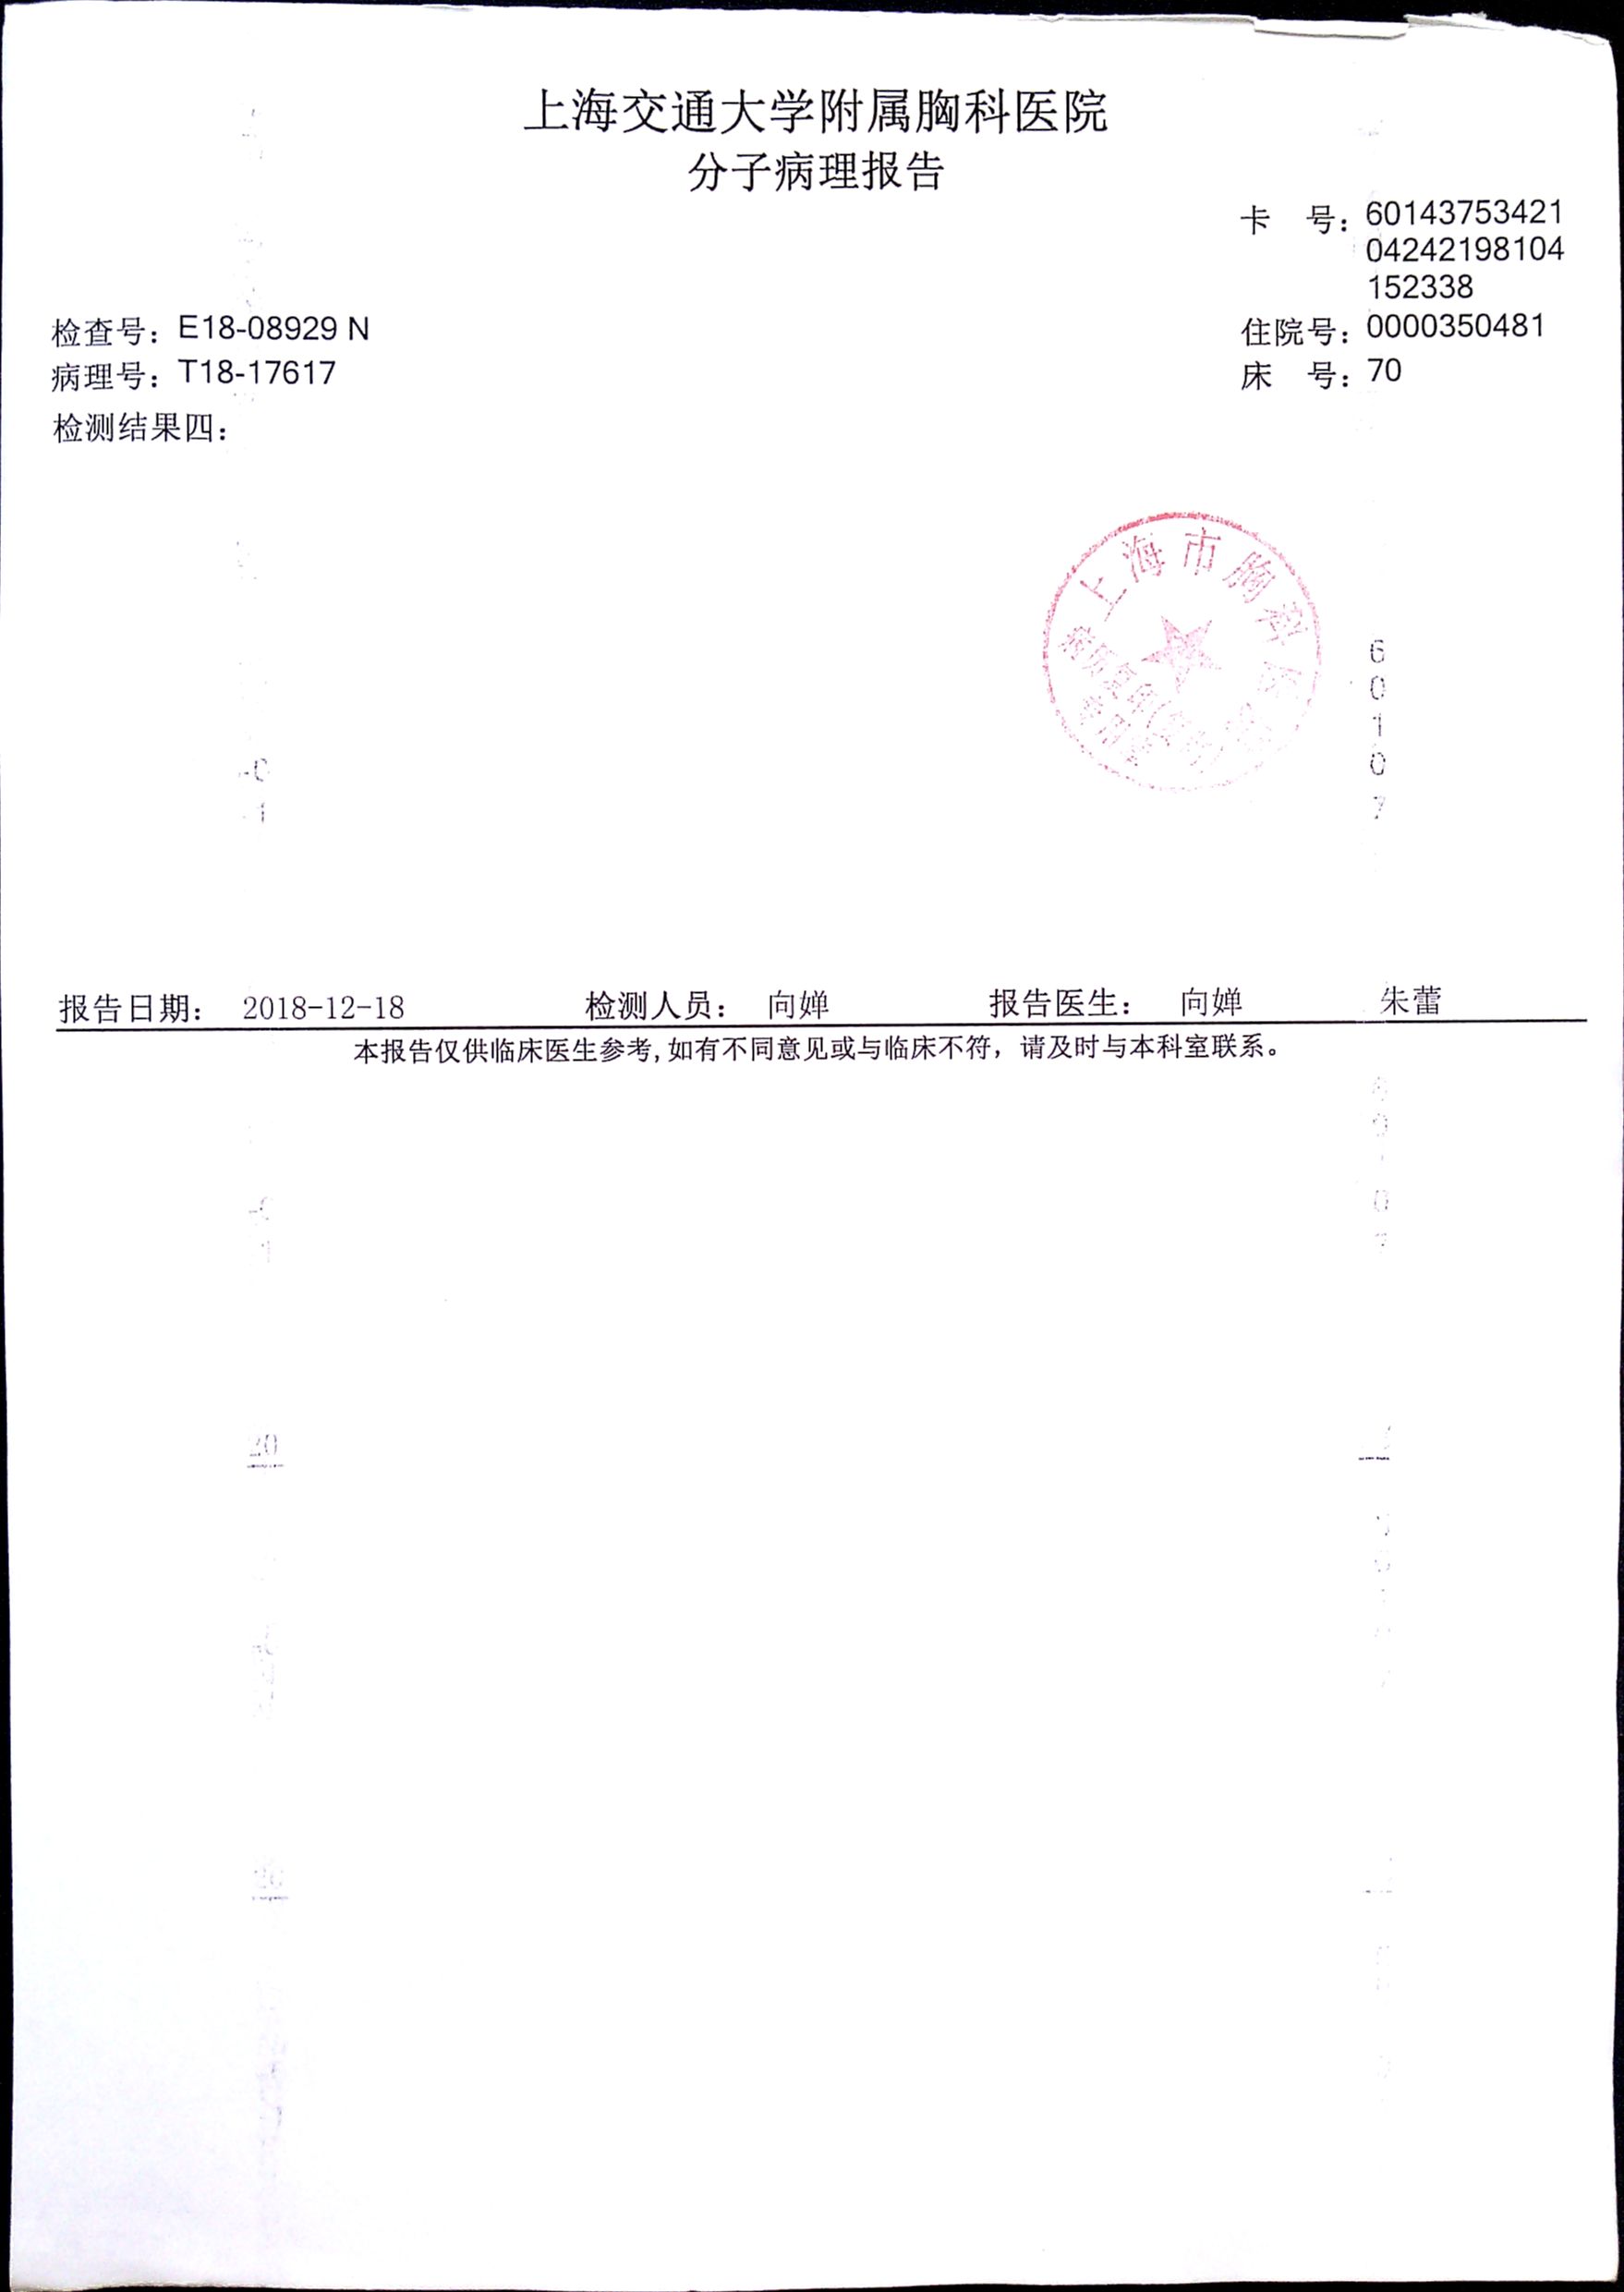 上海交通大学附属胸科医院
分子病理报告
卡 号：60143753421
04242198104
152338
检查号：E18-08929 N
住院号：0000350481
病理号：T18-17617
床 号：70
检测结果四：
上海市胸科医院
6
0
1
0
7
报告日期： 2018-12-18 检测人员： 向婵 报告医生： 向婵 朱蕾
本报告仅供临床医生参考,如有不同意见或与临床不符，请及时与本科室联系。